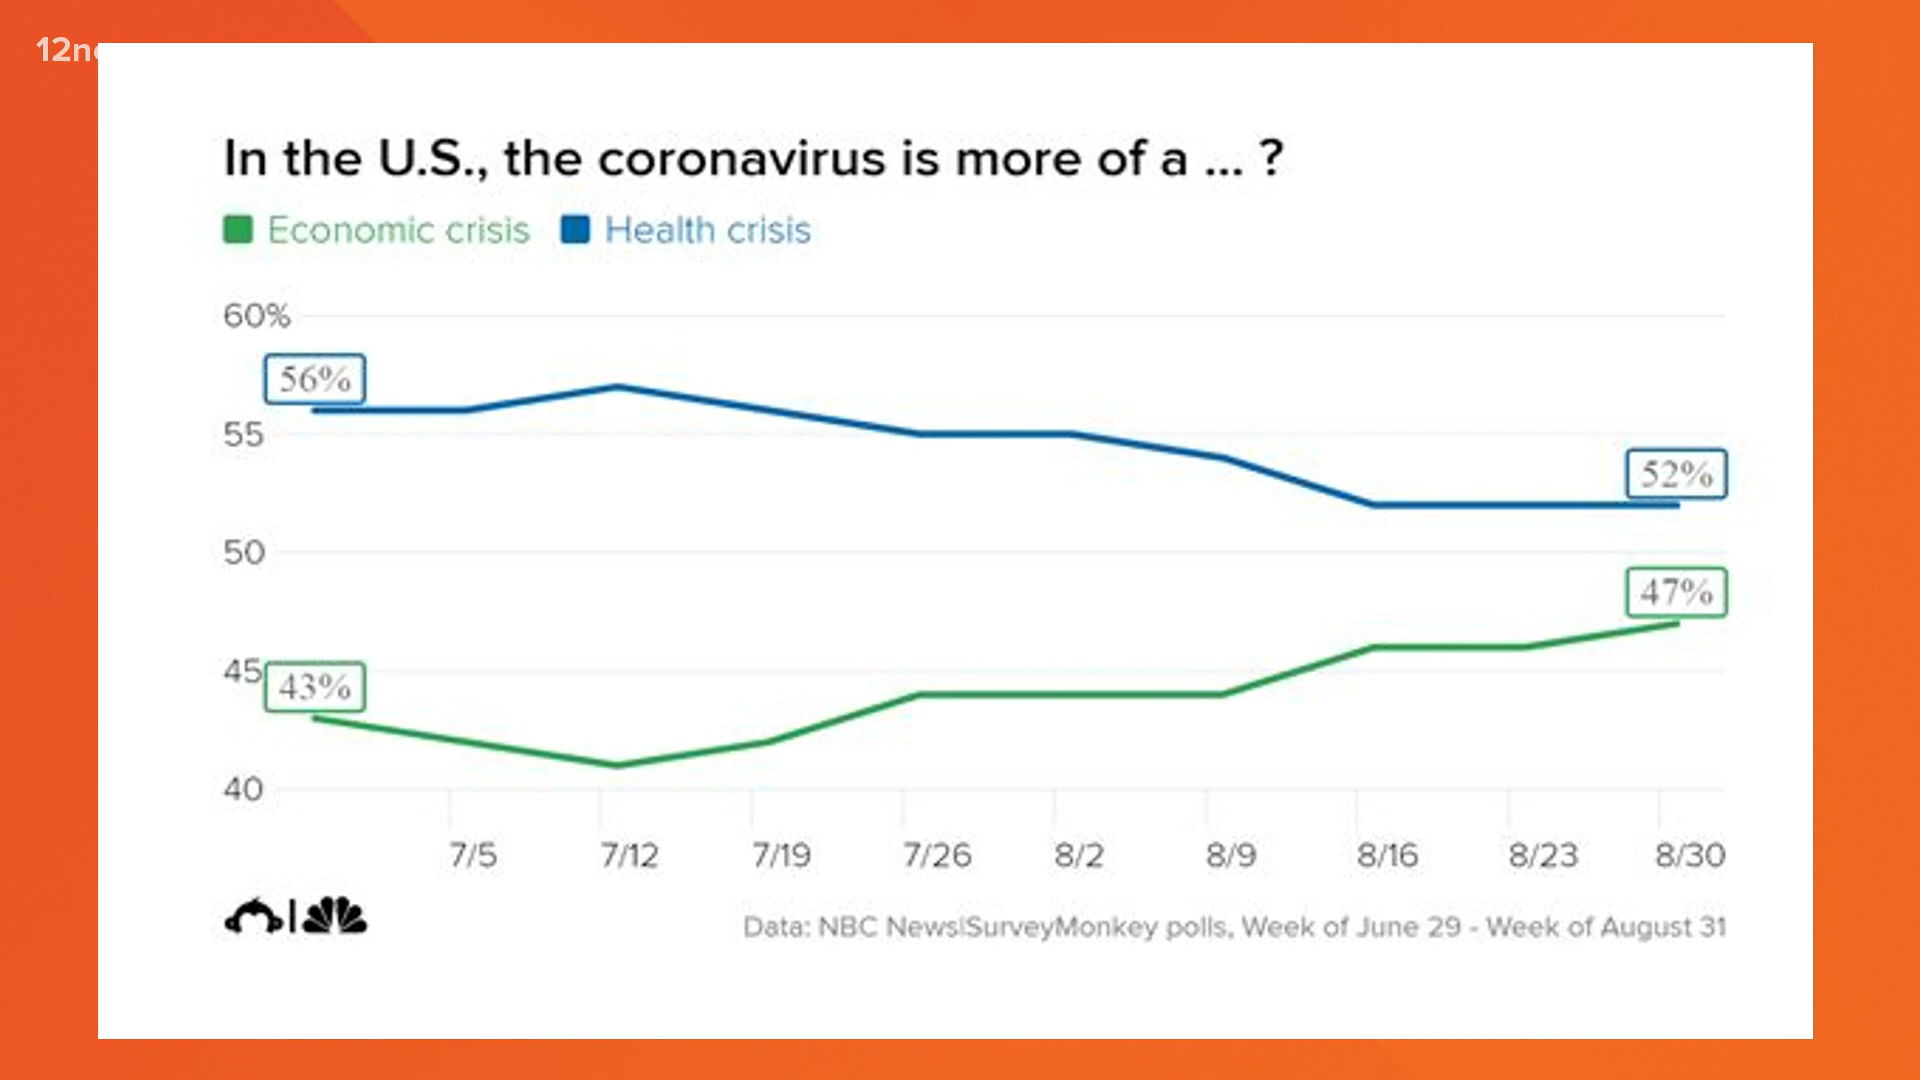 12n
In the U.S., the coronavirus is more of a ... ?
Economic crisis Health crisis
60%
56%
55
52%
50
47%
45
43%
40
7/5 7/12 7/19 7/26 8/2 8/9 8/16 8/23 8/30
Data: NBC News|SurveyMonkey polls, Week of June 29 - Week of August 31